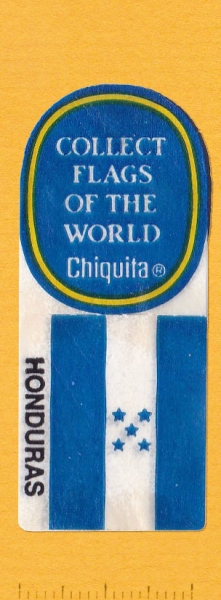 COLLECT
FLAGS
OF THE
WORLD
Chiquita®
HONDURAS